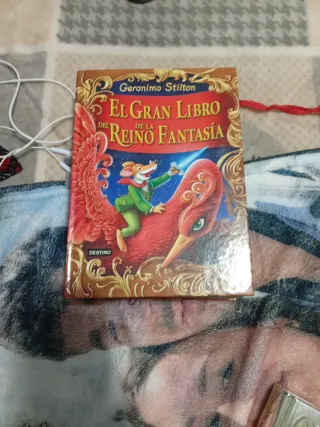 Geronimo Stilton
EL GRAN LIBRO
DEL REINO DE LA FANTASÍA
DESTINO